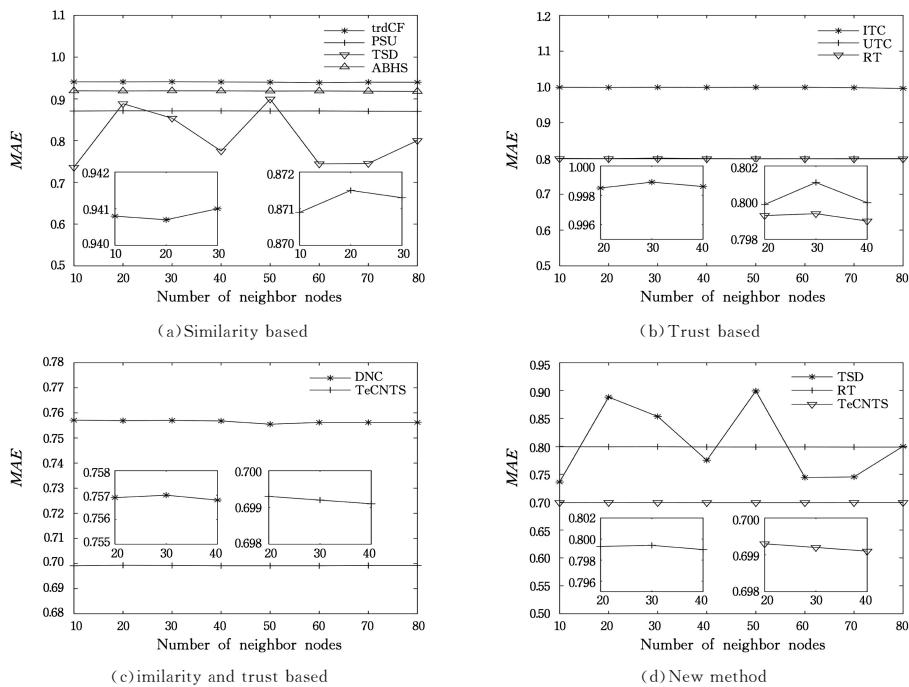 1.1
1.0
0.9
0.8
0.7
0.6
0.5
MAE
trdCF
PSU
TSD
ABHS
0.942
0.941
0.940
10 20 30
0.872
0.871
0.870
10 20 30
10 20 30 40 50 60 70 80
Number of neighbor nodes
(a)Similarity based
1.2
1.1
1.0
0.9
0.8
0.7
0.6
0.5
MAE
ITC
UTC
RT
1.000
0.998
0.996
20 30 40
0.802
0.800
0.798
20 30 40
10 20 30 40 50 60 70 80
Number of neighbor nodes
(b)Trust based
0.78
0.77
0.76
0.75
0.74
0.73
0.72
0.71
0.70
0.69
0.68
MAE
DNC
TeCNTS
0.758
0.757
0.756
0.755
20 30 40
0.700
0.699
0.698
20 30 40
10 20 30 40 50 60 70 80
Number of neighbor nodes
(c)imilarity and trust based
0.95
0.90
0.85
0.80
0.75
0.70
0.65
0.60
0.55
0.50
MAE
TSD
RT
TeCNTS
0.802
0.800
0.798
0.796
20 30 40
0.700
0.699
0.698
20 30 40
10 20 30 40 50 60 70 80
Number of neighbor nodes
(d)New method